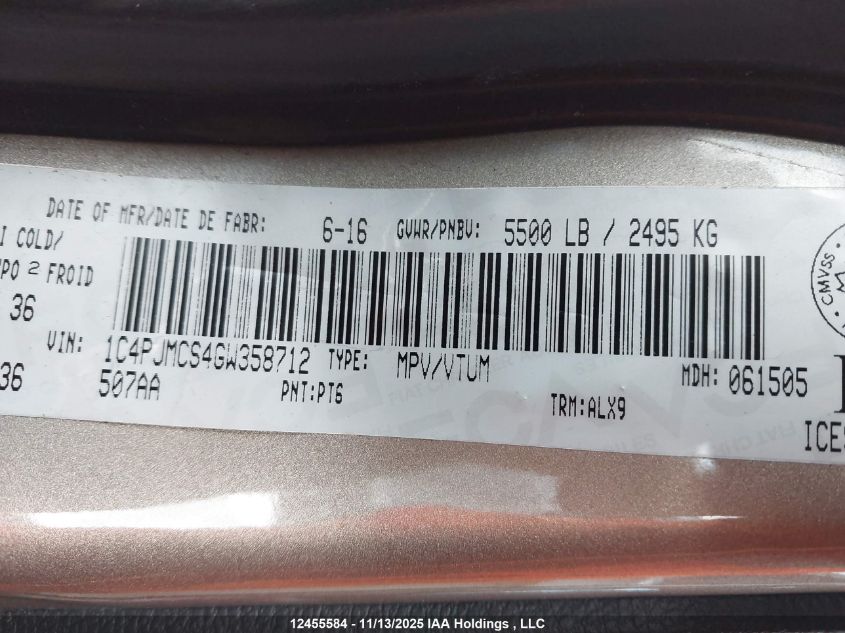 DATE OF MFR/DATE DE FABR: 6-16 GVWR/PNBV: 5500 LB / 2495 KG
I COLD/
PO 2 FROID
36
VIN: 1C4PJMCS4GW358712 TYPE: MPV/VTUM MDH: 061505
36
507AA PNT:PT6 TRM:ALX9
CMVSS
ICES
12455584 - 11/13/2025 IAA Holdings , LLC